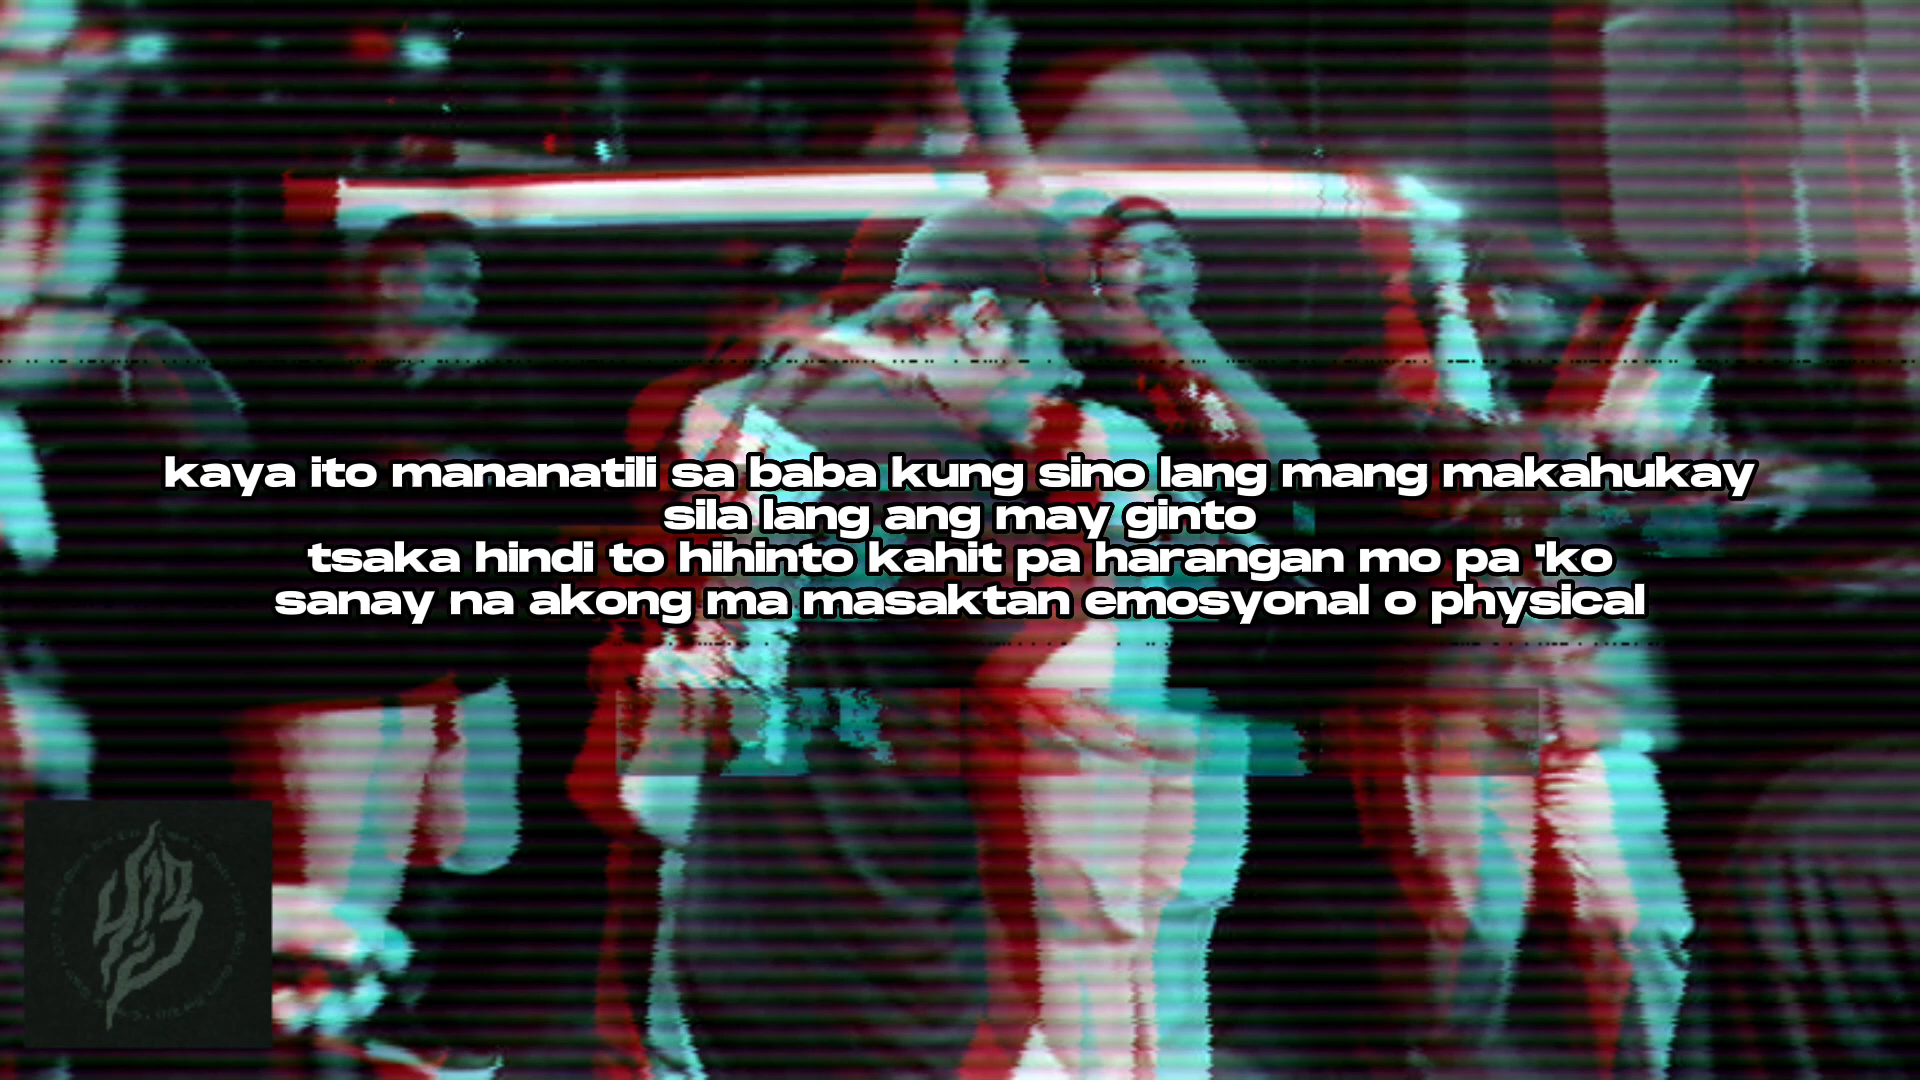 kaya ito mananatili sa baba kung sino lang mang makahukay
sila lang ang may ginto
tsaka hindi to hihinto kahit pa harangan mo pa 'ko
sanay na akong ma masaktan emosyonal o physical